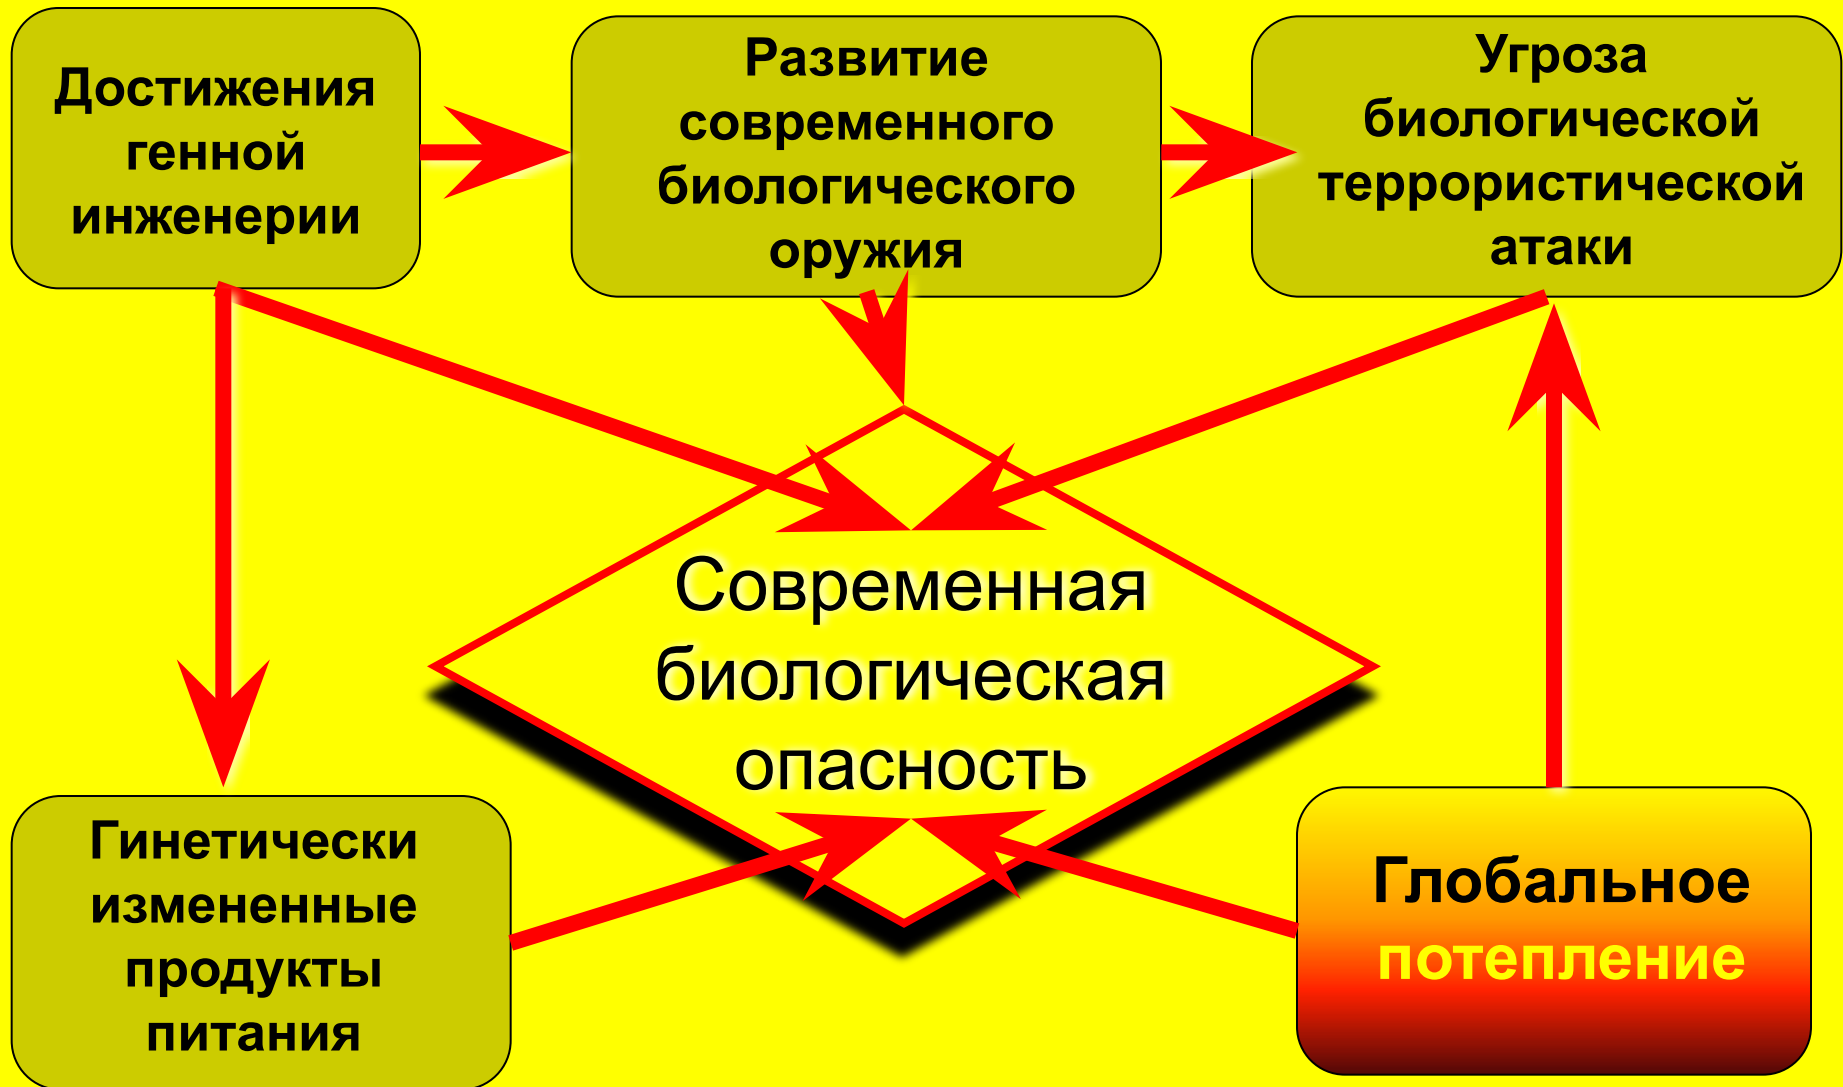 Достижения
генной
инженерии
Развитие
современного
биологического
оружия
Угроза
биологической
террористической
атаки
Современная
биологическая
опасность
Гинетически
измененные
продукты
питания
Глобальное
потепление